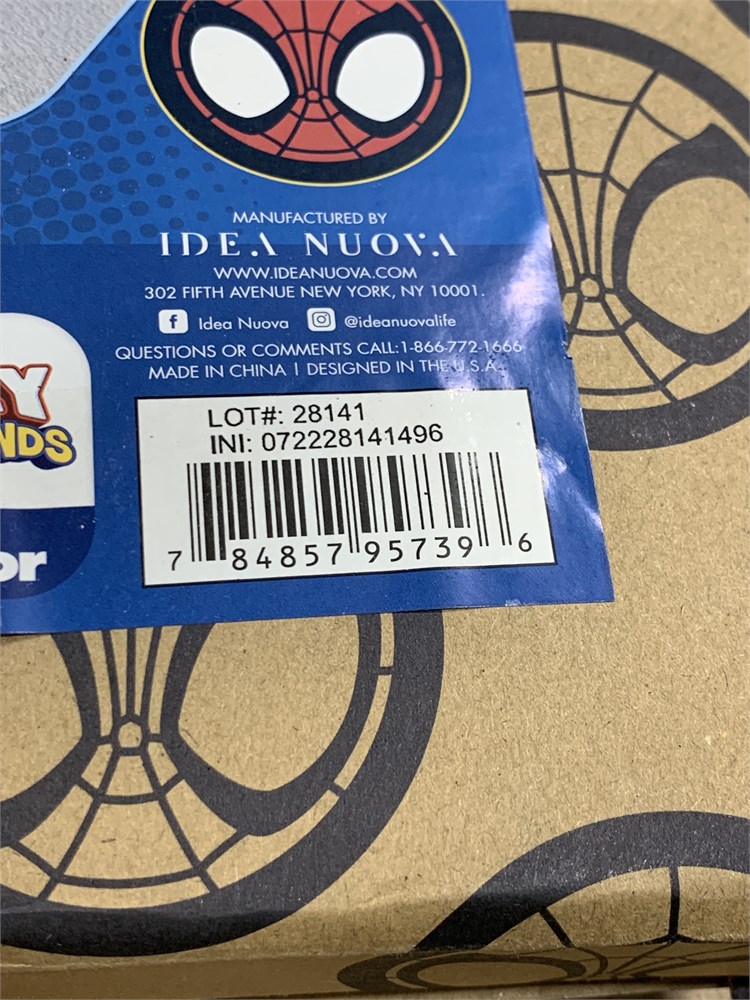 MANUFACTURED BY
IDEA NUOVA
WWW.IDEANUOVA.COM
302 FIFTH AVENUE NEW YORK, NY 10001.
f Idea Nuova @ideanuovalife
QUESTIONS OR COMMENTS CALL:1-866-772-1666
MADE IN CHINA | DESIGNED IN THE U.S.A.
LOT#: 28141
INI: 072228141496
7 84857 95739 6